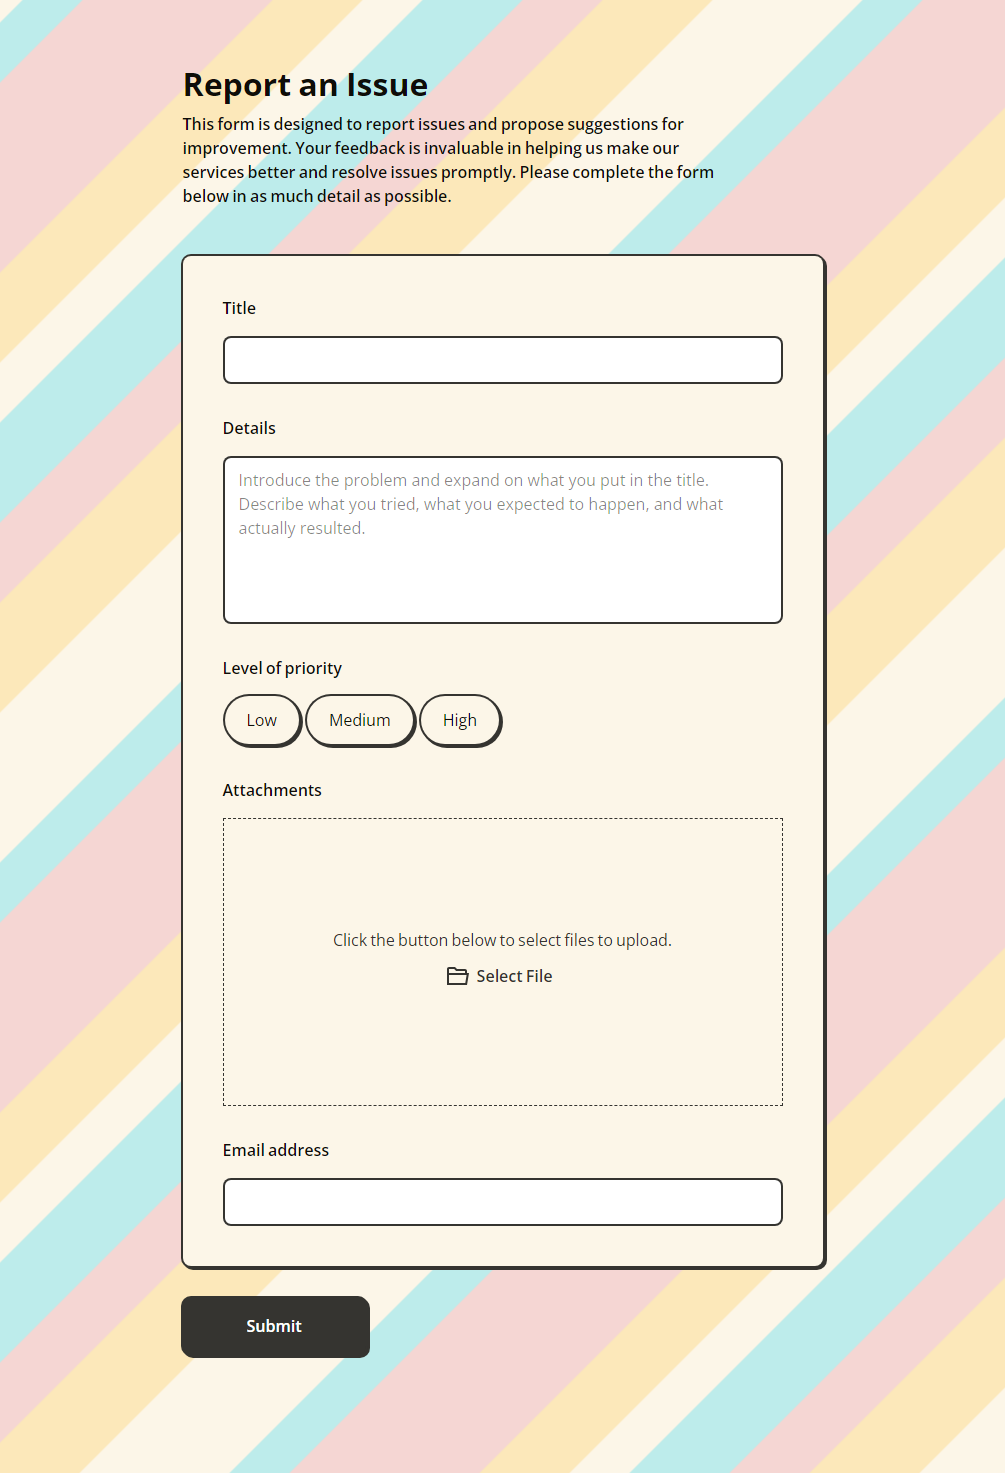 Report an Issue
This form is designed to report issues and propose suggestions for
improvement. Your feedback is invaluable in helping us make our
services better and resolve issues promptly. Please complete the form
below in as much detail as possible.
Title
Details
Introduce the problem and expand on what you put in the title.
Describe what you tried, what you expected to happen, and what
actually resulted.
Level of priority
Low Medium High
Attachments
Click the button below to select files to upload.
Select File
Email address
Submit